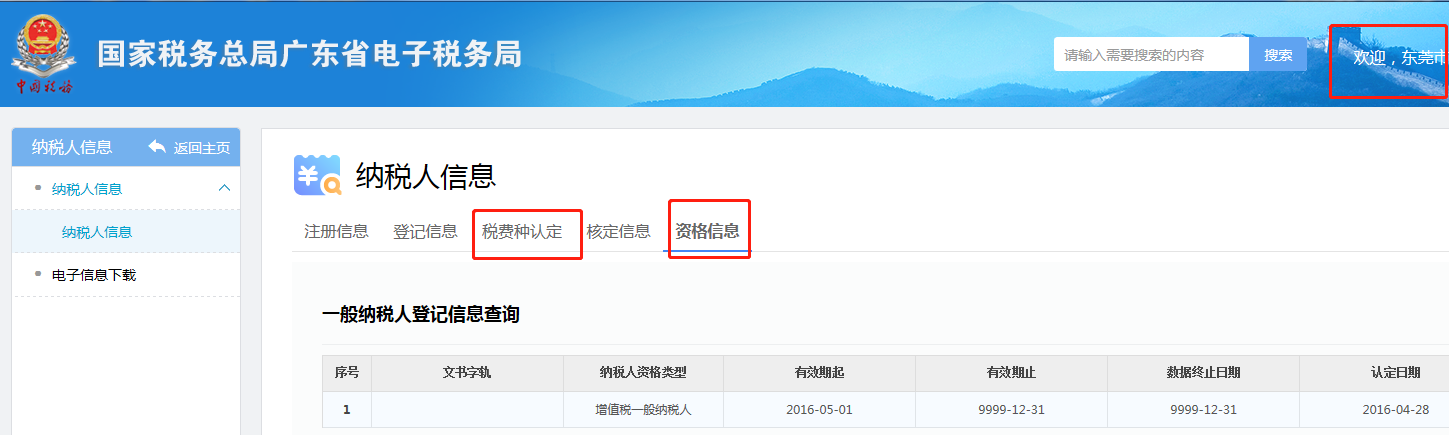 国家税务总局广东省电子税务局
中国税务
请输入需要搜索的内容
搜索
欢迎，东莞市
纳税人信息
返回主页
纳税人信息
纳税人信息
电子信息下载
纳税人信息
注册信息 登记信息 税费种认定 核定信息 资格信息
一般纳税人登记信息查询
序号 文书字轨 纳税人资格类型 有效期起 有效期止 数据终止日期 认定日期
1 增值税一般纳税人 2016-05-01 9999-12-31 9999-12-31 2016-04-28